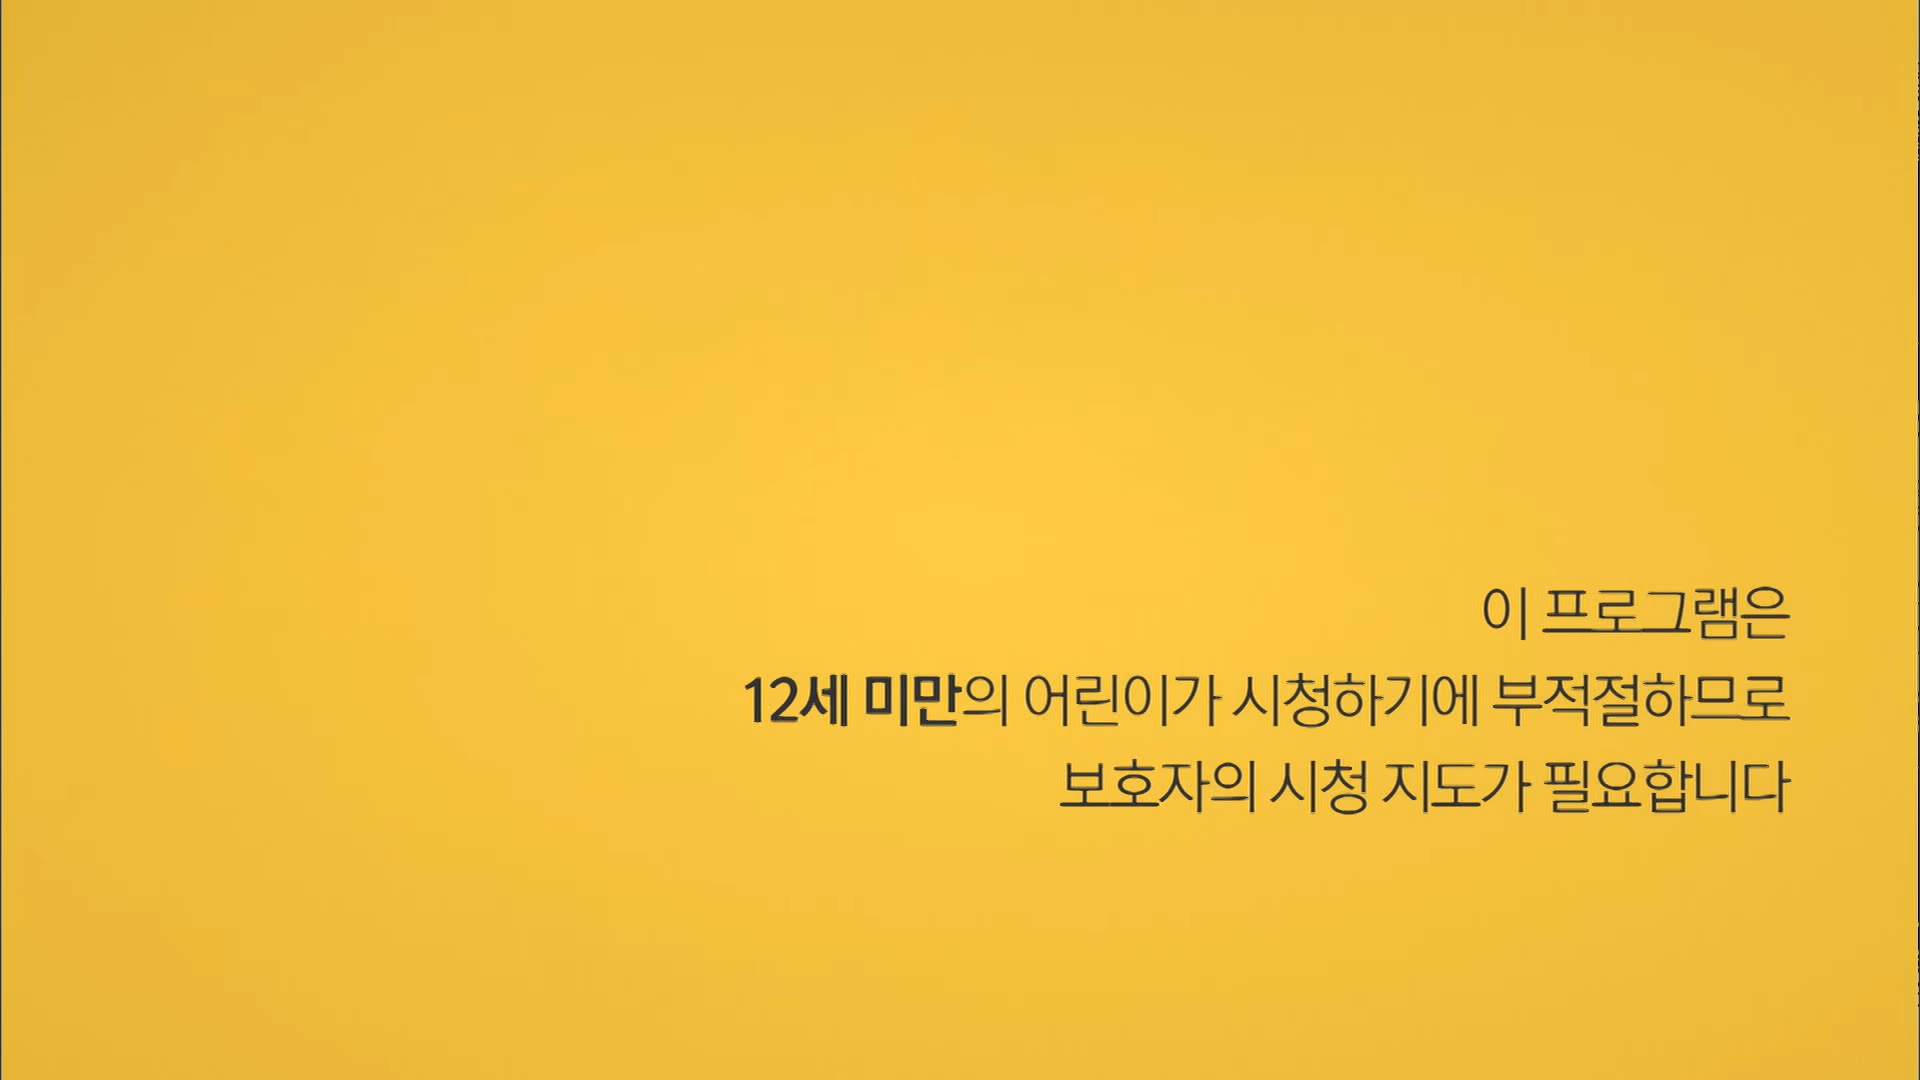 이 프로그램은
12세 미만의 어린이가 시청하기에 부적절하므로
보호자의 시청 지도가 필요합니다